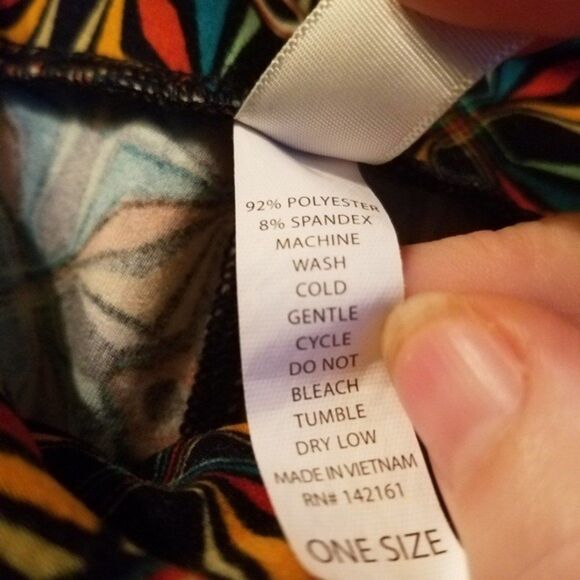 92% POLYESTER
8% SPANDEX
MACHINE
WASH
COLD
GENTLE
CYCLE
DO NOT
BLEACH
TUMBLE
DRY LOW
MADE IN VIETNAM
RN# 142161
ONE SIZE